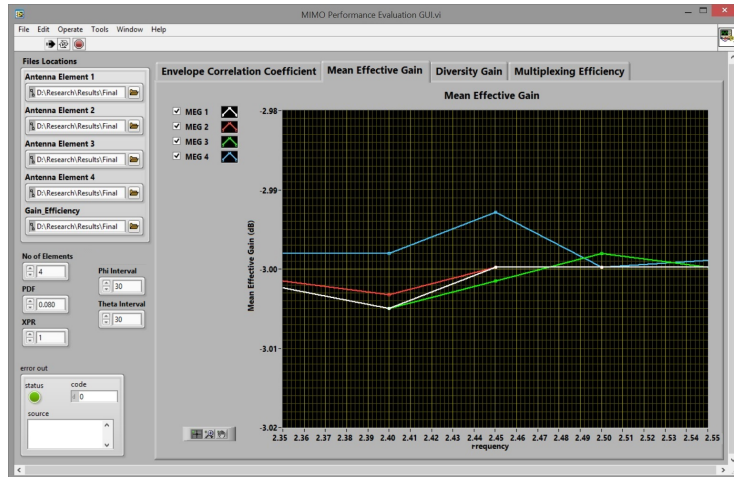 MIMO Performance Evaluation GUI.vi
File Edit Operate Tools Window Help
Files Locations
Antenna Element 1
D:\Research\Results\Final
Antenna Element 2
D:\Research\Results\Final
Antenna Element 3
D:\Research\Results\Final
Antenna Element 4
D:\Research\Results\Final
Gain_Efficiency
D:\Research\Results\Final
No of Elements
4
Phi Interval
30
PDF
0.080
Theta Interval
30
XPR
1
error out
status code
0
source
Envelope Correlation Coefficient Mean Effective Gain Diversity Gain Multiplexing Efficiency
Mean Effective Gain
MEG 1
MEG 2
MEG 3
MEG 4
Mean Effective Gain (dB)
-2.98
-2.99
-3.00
-3.01
-3.02
2.35 2.36 2.37 2.38 2.39 2.40 2.41 2.42 2.43 2.44 2.45 2.46 2.47 2.48 2.49 2.50 2.51 2.52 2.53 2.54 2.55
Frequency